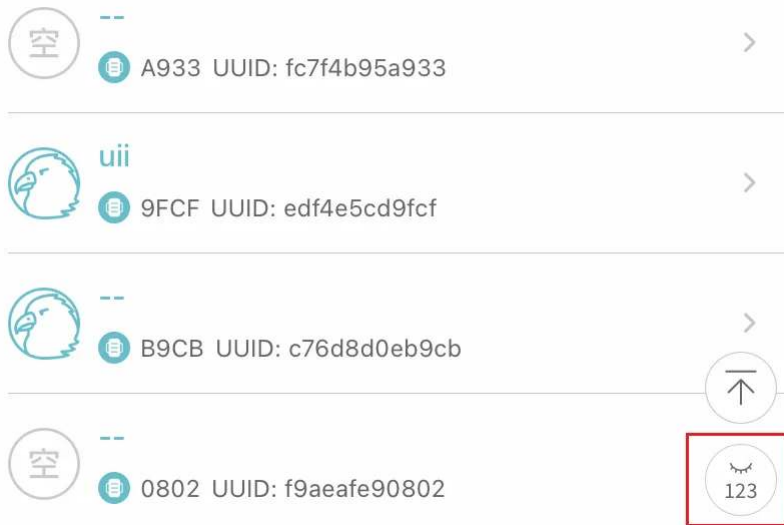 --
空
A933 UUID: fc7f4b95a933
uii
9FCF UUID: edf4e5cd9fcf
--
B9CB UUID: c76d8d0eb9cb
--
空
0802 UUID: f9aeafe90802
123